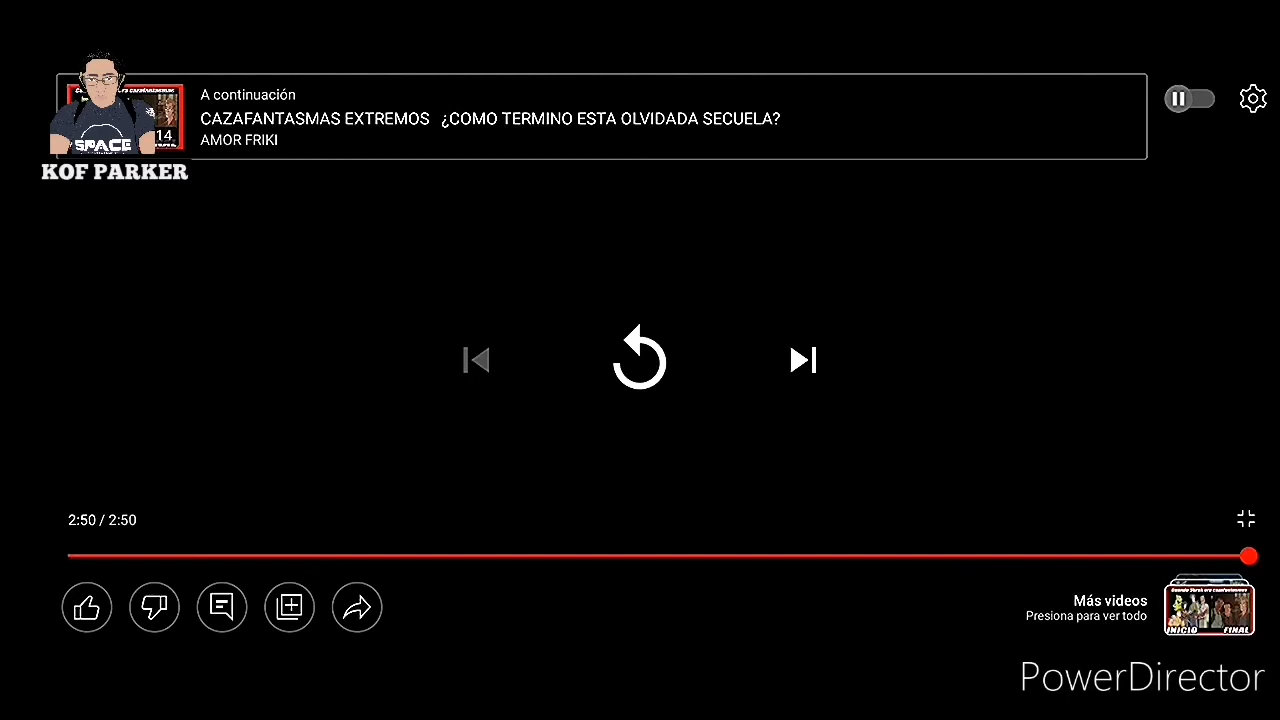 A continuación
CAZAFANTASMAS EXTREMOS ¿COMO TERMINO ESTA OLVIDADA SECUELA?
AMOR FRIKI
14
SPACE
KOF PARKER
2:50 / 2:50
Más videos
Presiona para ver todo
INICIO FINAL
PowerDirector